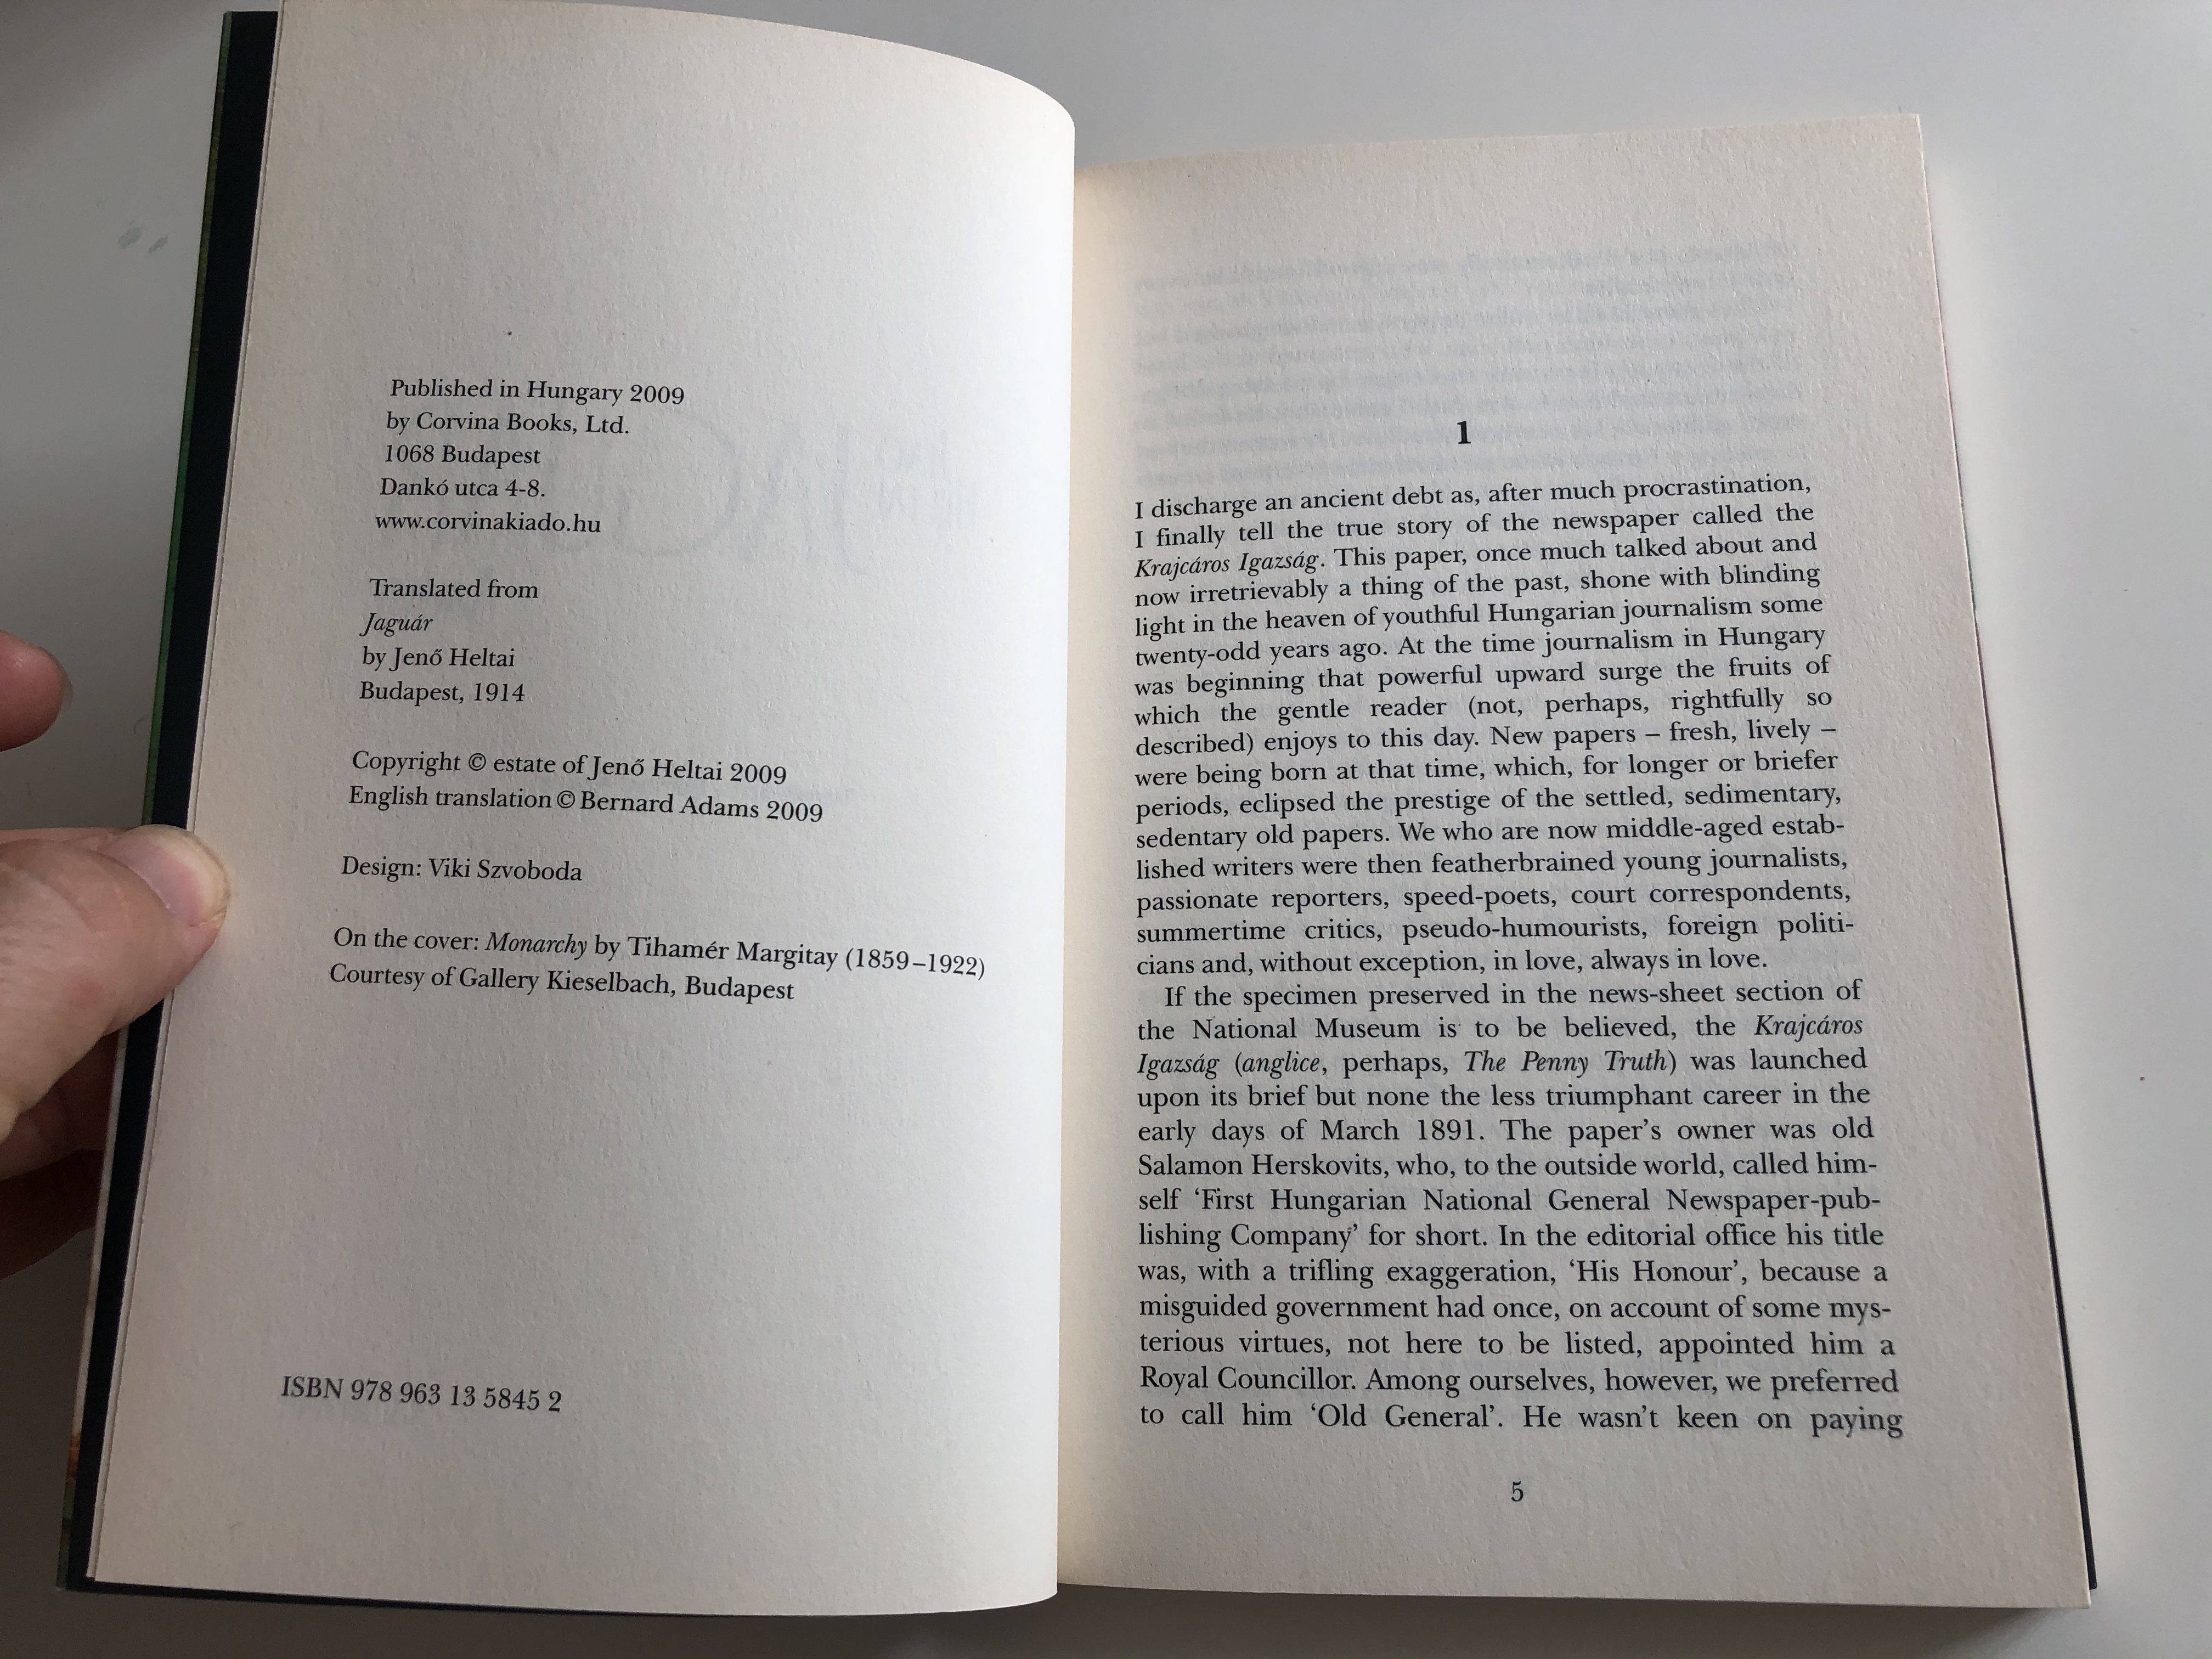 Published in Hungary 2009
by Corvina Books, Ltd.
1068 Budapest
Dankó utca 4-8.
www.corvinakiado.hu
Translated from
Jaguár
by Jenő Heltai
Budapest, 1914
Copyright © estate of Jenő Heltai 2009
English translation © Bernard Adams 2009
Design: Viki Szvoboda
On the cover: Monarchy by Tihamér Margitay (1859–1922)
Courtesy of Gallery Kieselbach, Budapest
ISBN 978 963 13 5845 2
1
I discharge an ancient debt as, after much procrastination,
I finally tell the true story of the newspaper called the
Krajcáros Igazság. This paper, once much talked about and
now irretrievably a thing of the past, shone with blinding
light in the heaven of youthful Hungarian journalism some
twenty-odd years ago. At the time journalism in Hungary
was beginning that powerful upward surge the fruits of
which the gentle reader (not, perhaps, rightfully so
described) enjoys to this day. New papers – fresh, lively –
were being born at that time, which, for longer or briefer
periods, eclipsed the prestige of the settled, sedimentary,
sedentary old papers. We who are now middle-aged estab-
lished writers were then featherbrained young journalists,
passionate reporters, speed-poets, court correspondents,
summertime critics, pseudo-humourists, foreign politi-
cians and, without exception, in love, always in love.
If the specimen preserved in the news-sheet section of
the National Museum is to be believed, the Krajcáros
Igazság (anglice, perhaps, The Penny Truth) was launched
upon its brief but none the less triumphant career in the
early days of March 1891. The paper's owner was old
Salamon Herskovits, who, to the outside world, called him-
self 'First Hungarian National General Newspaper-pub-
lishing Company' for short. In the editorial office his title
was, with a trifling exaggeration, 'His Honour', because a
misguided government had once, on account of some mys-
terious virtues, not here to be listed, appointed him a
Royal Councillor. Among ourselves, however, we preferred
to call him 'Old General'. He wasn't keen on paying
5